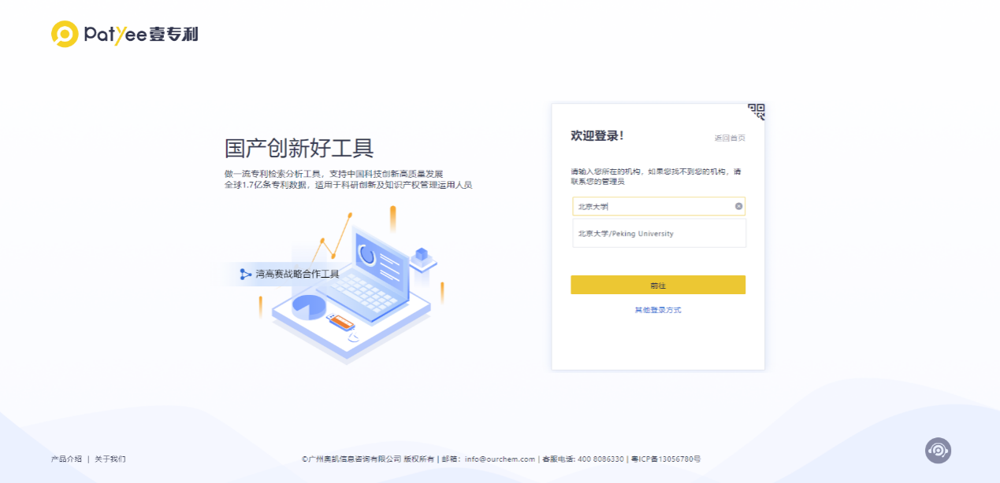 Patyee壹专利
国产创新好工具
做一流专利检索分析工具，支持中国科技创新高质量发展
全球1.7亿条专利数据，适用于科研创新及知识产权管理运用人员
湾高赛战略合作工具
欢迎登录！
返回首页
请输入您所在的机构，如果您找不到您的机构，请
联系您的管理员
北京大学
北京大学/Peking University
前往
其他登录方式
产品介绍 | 关于我们
©广州奥凯信息咨询有限公司 版权所有 | 邮箱：info@ourchem.com | 客服电话: 400 8086330 | 粤ICP备13056780号